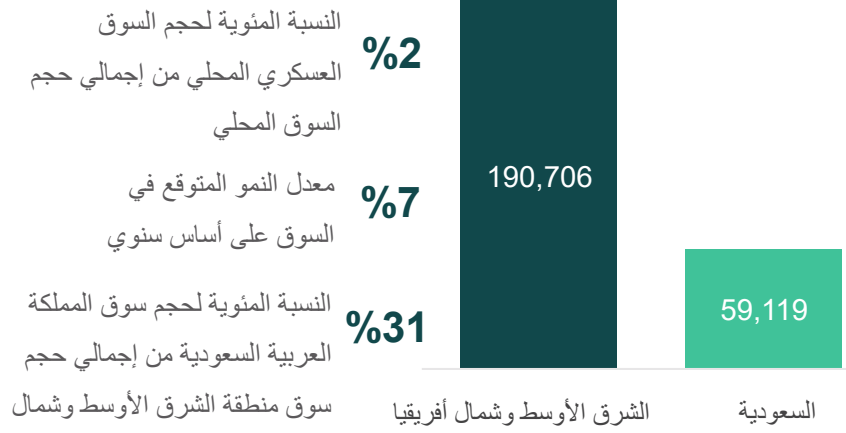 النسبة المئوية لحجم السوق
العسكري المحلي من إجمالي حجم
السوق المحلي
%2
معدل النمو المتوقع في
السوق على أساس سنوي
%7
النسبة المئوية لحجم سوق المملكة
العربية السعودية من إجمالي حجم
سوق منطقة الشرق الأوسط وشمال
%31
190,706
59,119
السعودية
الشرق الأوسط وشمال أفريقيا